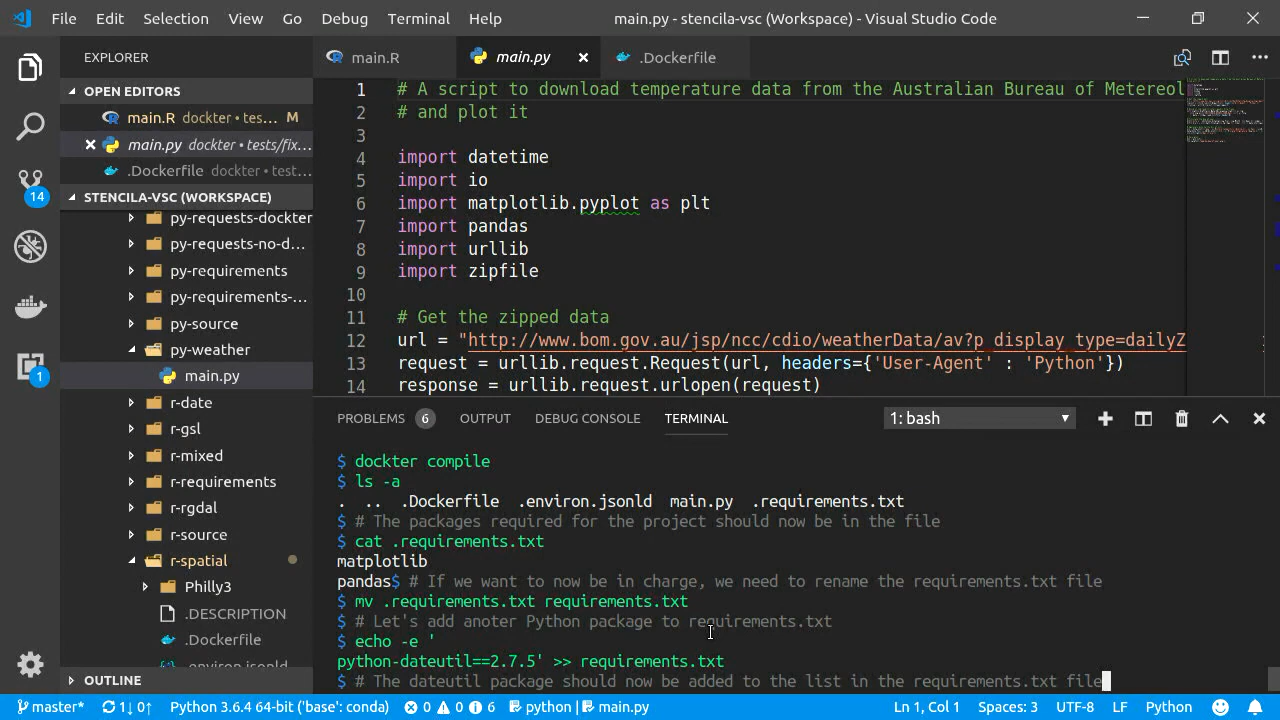 File Edit Selection View Go Debug Terminal Help main.py - stencila-vsc (Workspace) - Visual Studio Code
EXPLORER
main.R main.py .Dockerfile
OPEN EDITORS
main.R dockter • tes… M
main.py dockter • tests/fix…
.Dockerfile dockter • test…
STENCILA-VSC (WORKSPACE)
14
1
py-requests-dockter
py-requests-no-d…
py-requirements
py-requirements-…
py-source
py-weather
main.py
r-date
r-gsl
r-mixed
r-requirements
r-rgdal
r-source
r-spatial
Philly3
.DESCRIPTION
.Dockerfile
.environ.jsonld
OUTLINE
1 # A script to download temperature data from the Australian Bureau of Metereol
2 # and plot it
3
4 import datetime
5 import io
6 import matplotlib.pyplot as plt
7 import pandas
8 import urllib
9 import zipfile
10
11 # Get the zipped data
12 url = "http://www.bom.gov.au/jsp/ncc/cdio/weatherData/av?p_display_type=dailyZ
13 request = urllib.request.Request(url, headers={'User-Agent' : 'Python'})
14 response = urllib.request.urlopen(request)
PROBLEMS 6 OUTPUT DEBUG CONSOLE TERMINAL 1: bash
$ dockter compile
$ ls -a
. .. .Dockerfile .environ.jsonld main.py .requirements.txt
$ # The packages required for the project should now be in the file
$ cat .requirements.txt
matplotlib
pandas$ # If we want to now be in charge, we need to rename the requirements.txt file
$ mv .requirements.txt requirements.txt
$ # Let's add anoter Python package to requirements.txt
$ echo -e '
python-dateutil==2.7.5' >> requirements.txt
$ # The dateutil package should now be added to the list in the requirements.txt file
master* 1↓ 0↑ Python 3.6.4 64-bit ('base': conda) 0 0 6 python | main.py Ln 1, Col 1 Spaces: 3 UTF-8 LF Python